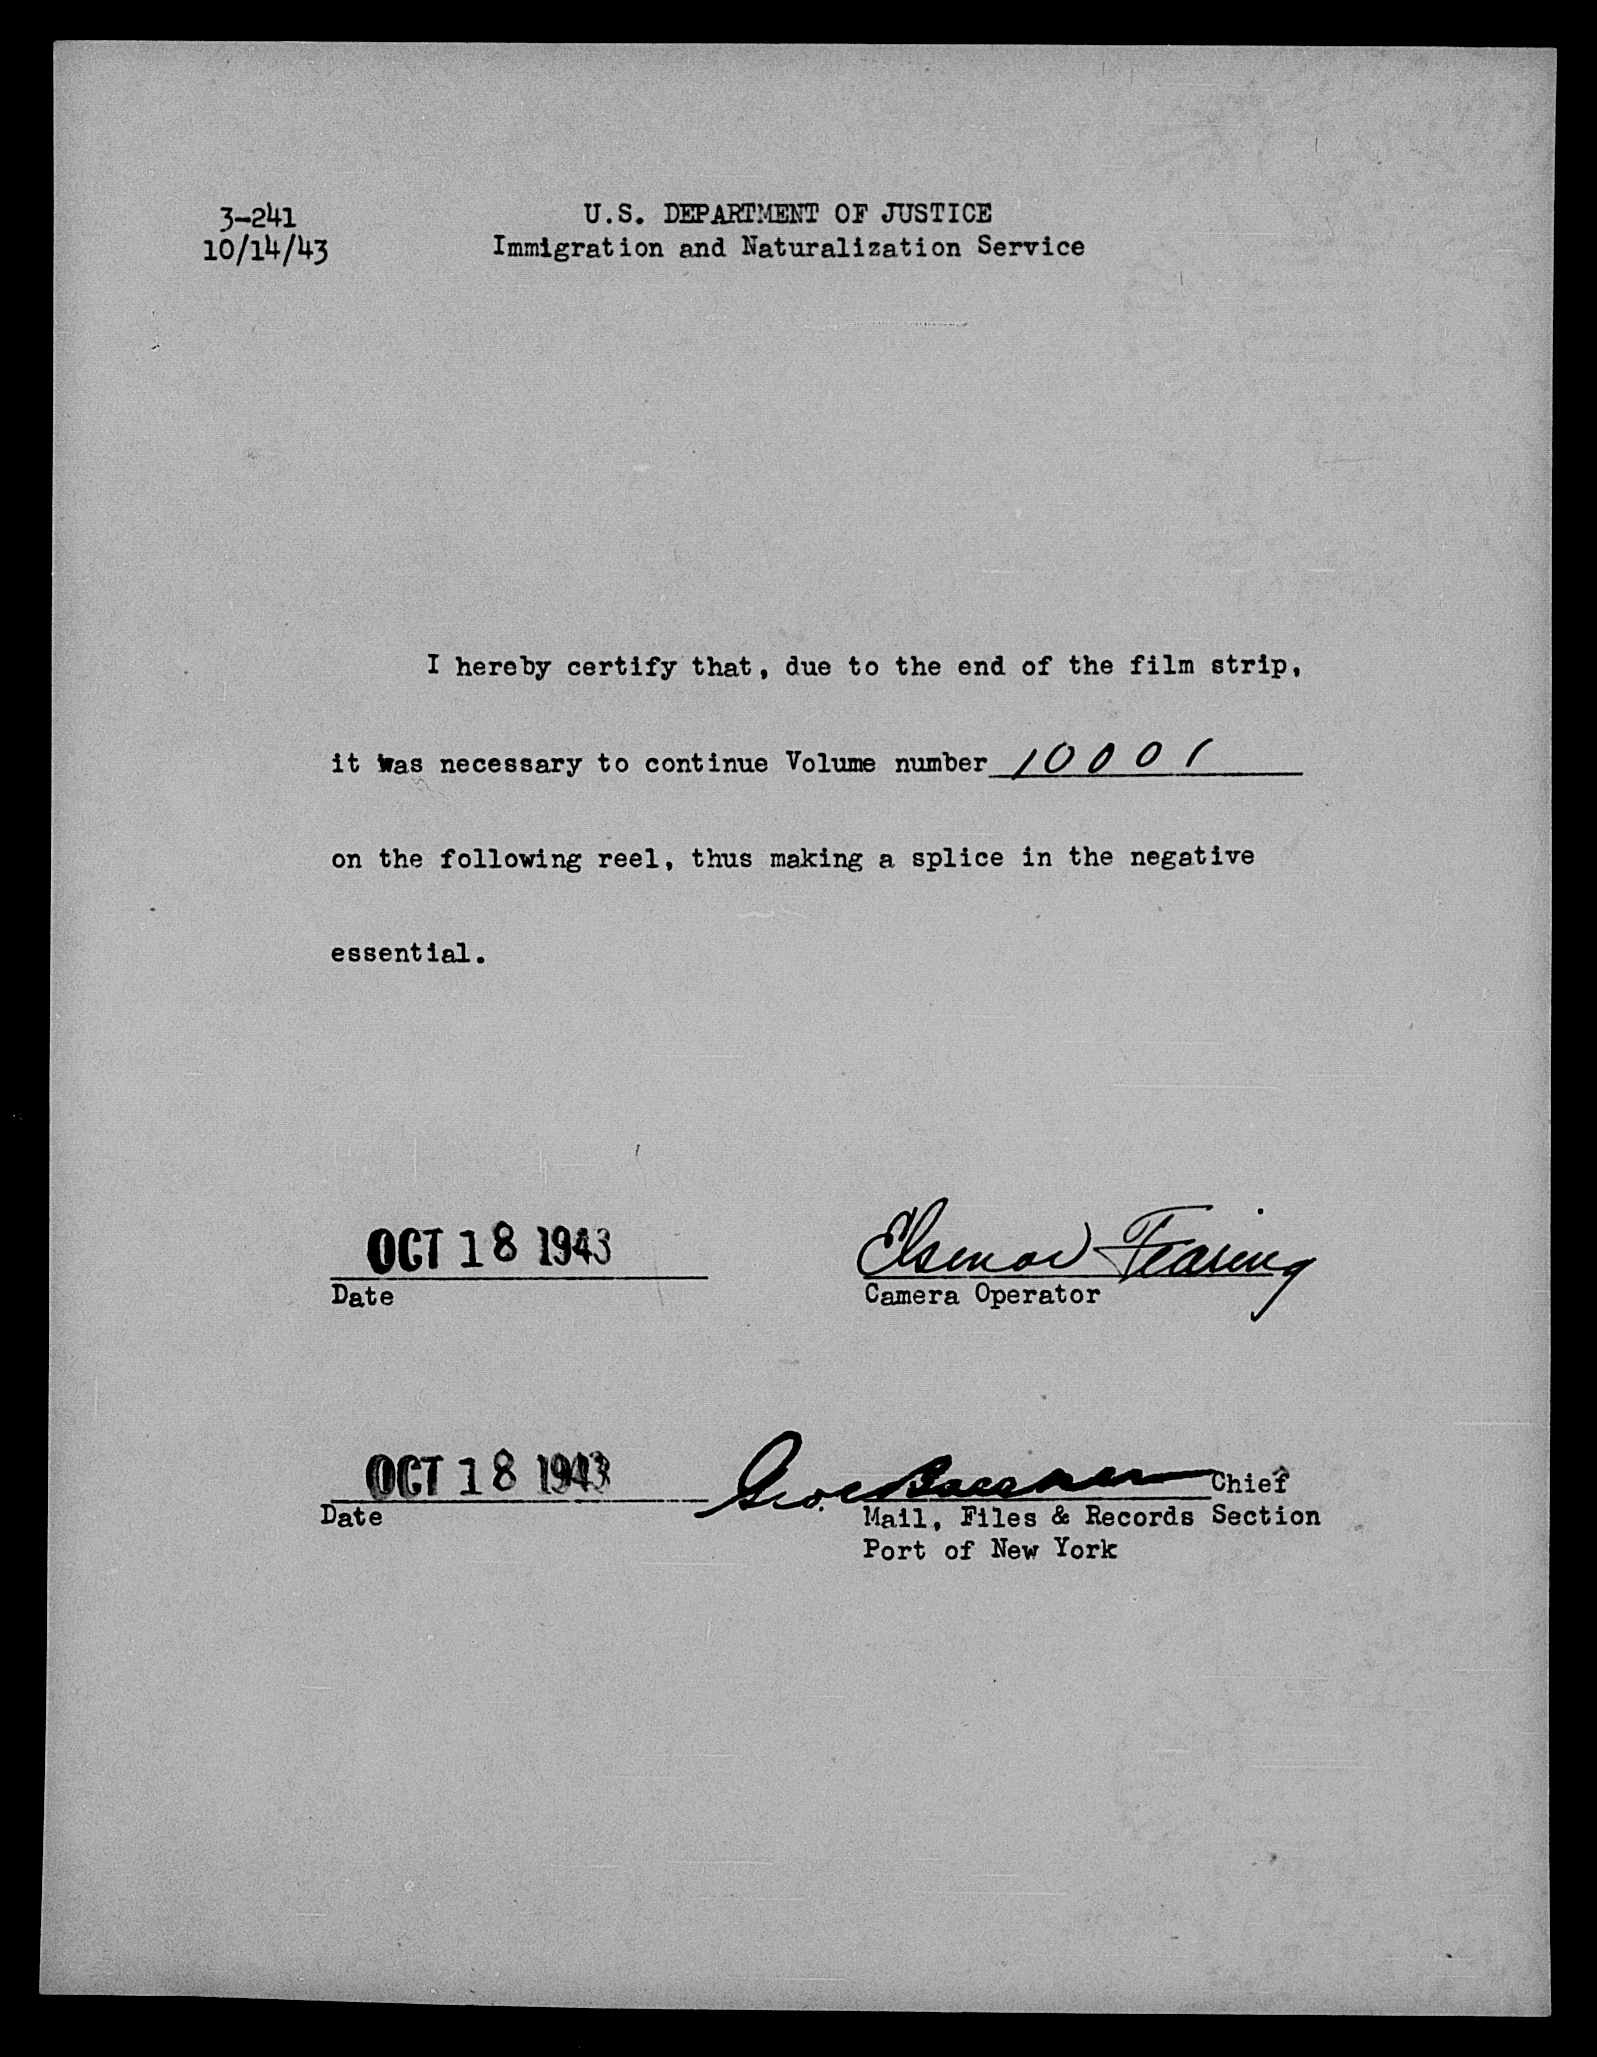 3-241
10/14/43
U.S. DEPARTMENT OF JUSTICE
Immigration and Naturalization Service
I hereby certify that, due to the end of the film strip,
it was necessary to continue Volume number 10001
on the following reel, thus making a splice in the negative
essential.
OCT 18 1943
Date
Fearing
Camera Operator
OCT 18 1943
Date
Geo. Chief
Mail, Files & Records Section
Port of New York